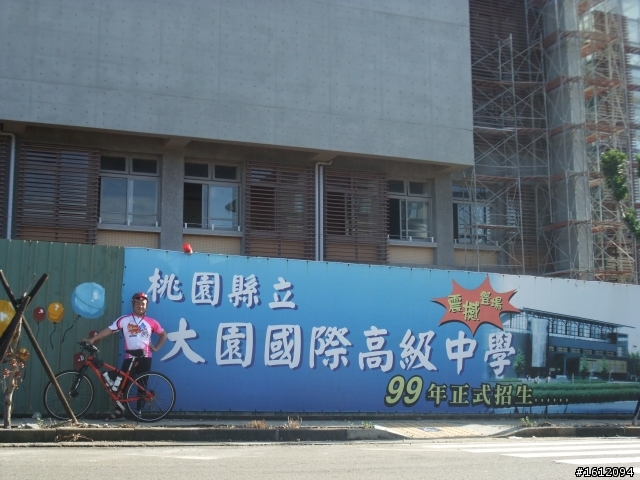 桃園縣立
大園國際高級中學
震撼登場
99年正式招生......
#1612094